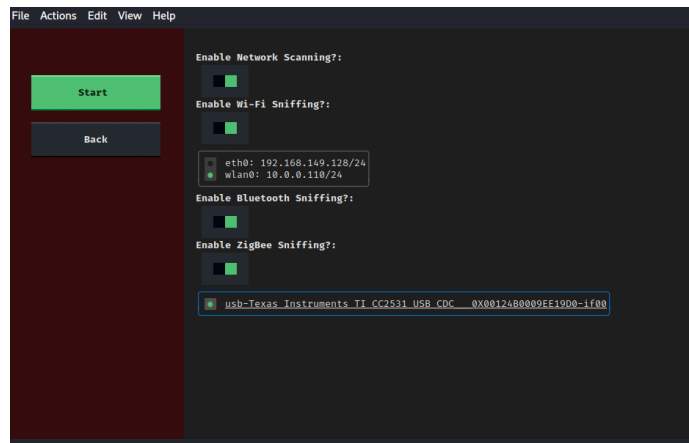 File Actions Edit View Help
Start
Back
Enable Network Scanning?:
Enable Wi-Fi Sniffing?:
eth0: 192.168.149.128/24
wlan0: 10.0.0.110/24
Enable Bluetooth Sniffing?:
Enable ZigBee Sniffing?:
usb-Texas_Instruments_TI_CC2531_USB_CDC___0X00124B0009EE19D0-if00